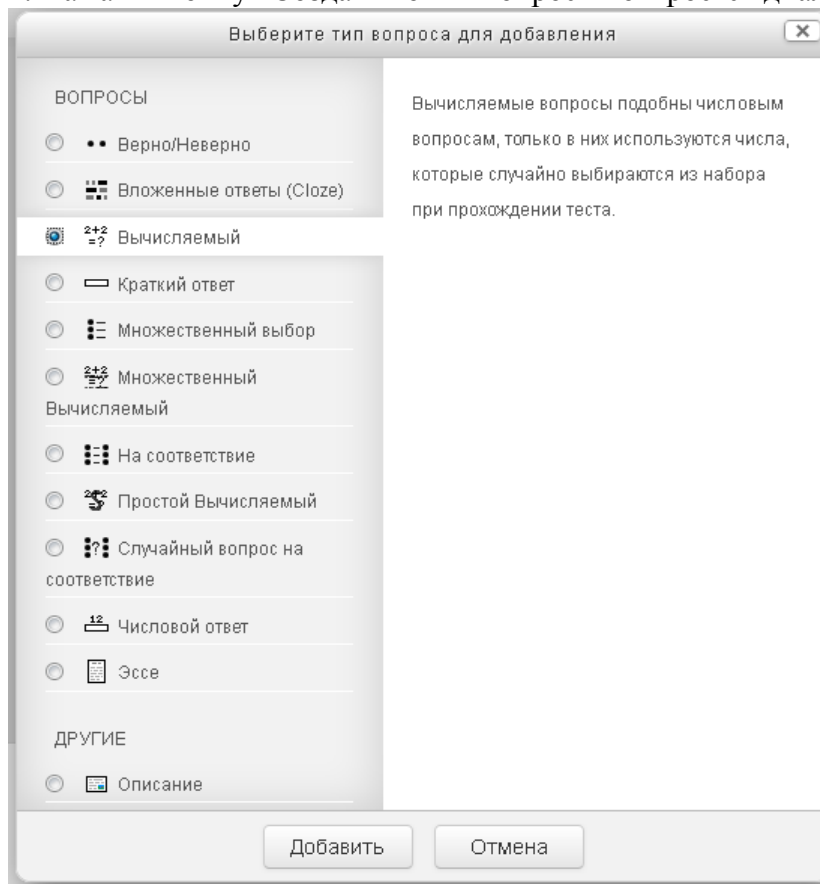 Выберите тип вопроса для добавления
ВОПРОСЫ
Верно/Неверно
Вложенные ответы (Cloze)
2+2
=?
Вычисляемый
Краткий ответ
Множественный выбор
2+2
=?
Множественный
Вычисляемый
На соответствие
Простой Вычисляемый
?
Случайный вопрос на
соответствие
12
Числовой ответ
Эссе
ДРУГИЕ
Описание
Вычисляемые вопросы подобны числовым
вопросам, только в них используются числа,
которые случайно выбираются из набора
при прохождении теста.
Добавить
Отмена